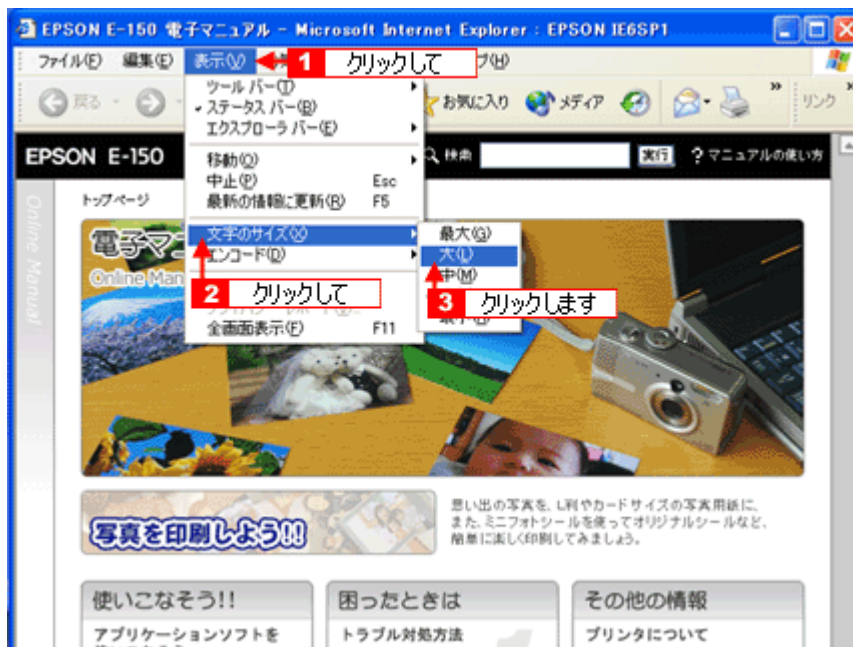 EPSON E-150 電子マニュアル - Microsoft Internet Explorer : EPSON IE6SP1
ファイル(F) 編集(E) 表示(V) プ(H)
1 クリックして
戻る お気に入り メディア リンク
ツール バー(T)
ステータス バー(B)
エクスプローラ バー(E)
移動(O)
中止(P) Esc
最新の情報に更新(R) F5
文字のサイズ(X)
エンコード(D)
全画面表示(F) F11
最大(G)
大(L)
中(M)
2 クリックして
3 クリックします
EPSON E-150
検索 実行 ? マニュアルの使い方
トップページ
Online Manual
電子マニ
Online Man
写真を印刷しよう!!
思い出の写真を、L判やカードサイズの写真用紙に、
また、ミニフォトシールを使ってオリジナルシールなど、
簡単に楽しく印刷してみましょう。
使いこなそう!!
アプリケーションソフトを
困ったときは
トラブル対処方法
その他の情報
プリンタについて